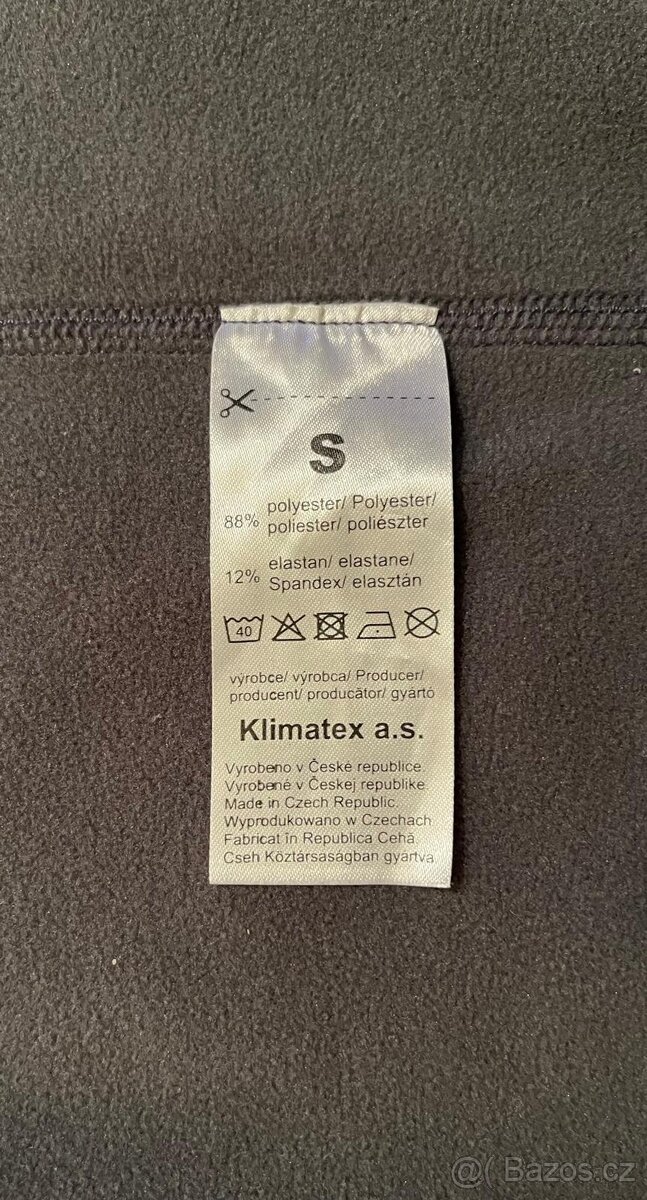 S
88% polyester/ Polyester/
poliester/ poliészter
12% elastan/ elastane/
Spandex/ elasztán
40
výrobce/ výrobca/ Producer/
producent/ producător/ gyártó
Klimatex a.s.
Vyrobeno v České republice.
Vyrobené v Českej republike.
Made in Czech Republic.
Wyprodukowano w Czechach.
Fabricat în Republica Cehă.
Cseh Köztársaságban gyártva.
@( Bazos.cz